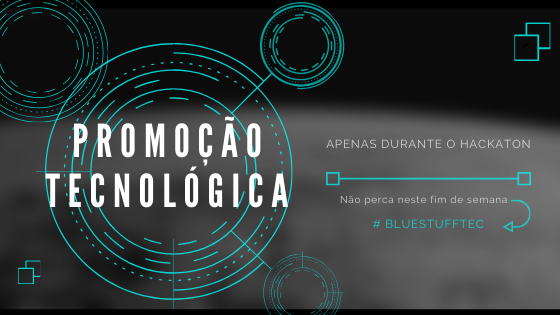 PROMOÇÃO
TECNOLÓGICA
APENAS DURANTE O HACKATON
Não perca neste fim de semana
# BLUESTUFFTEC